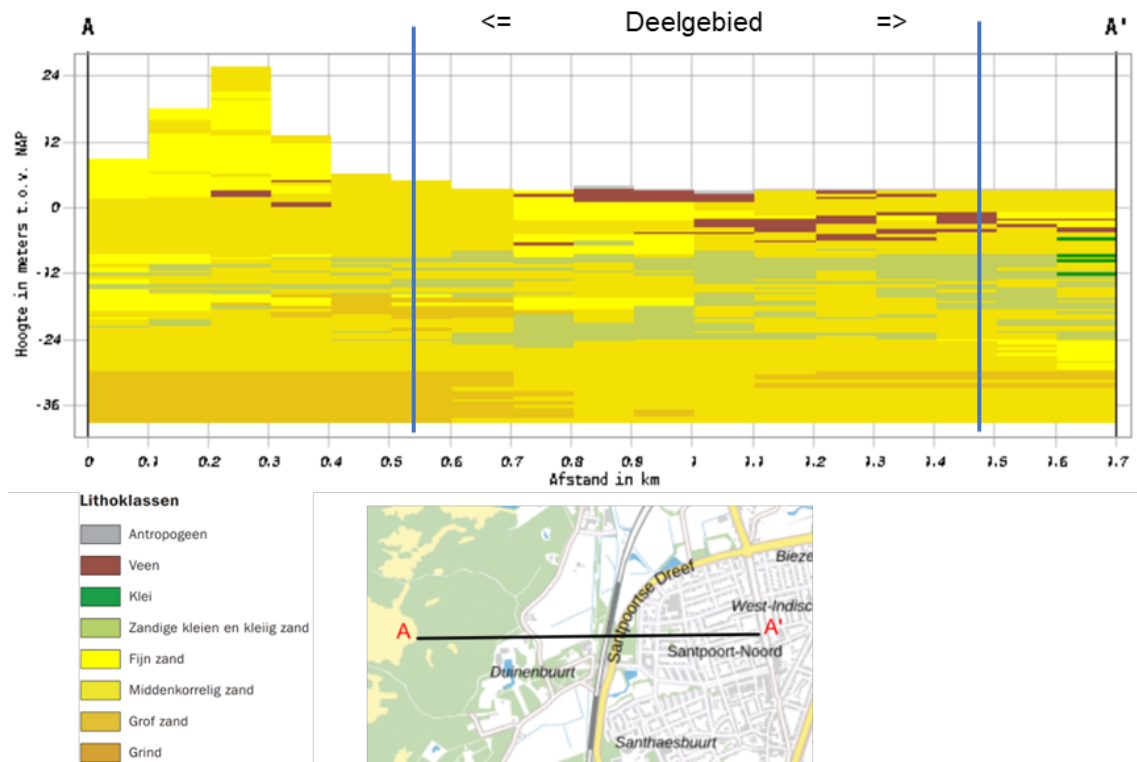 <= Deelgebied =>
A A'
Hoogte in meters t.o.v. NAP
24
12
0
-12
-24
-36
0 0.1 0.2 0.3 0.4 0.5 0.6 0.7 0.8 0.9 1 1.1 1.2 1.3 1.4 1.5 1.6 1.7
Afstand in km
Lithoklassen
Antropogeen
Veen
Klei
Zandige kleien en kleiig zand
Fijn zand
Middenkorrelig zand
Grof zand
Grind
Santpoortse Dreef
Bieze
West-Indisc
A A'
Santpoort-Noord
Duinenbuurt
Santhaesbuurt